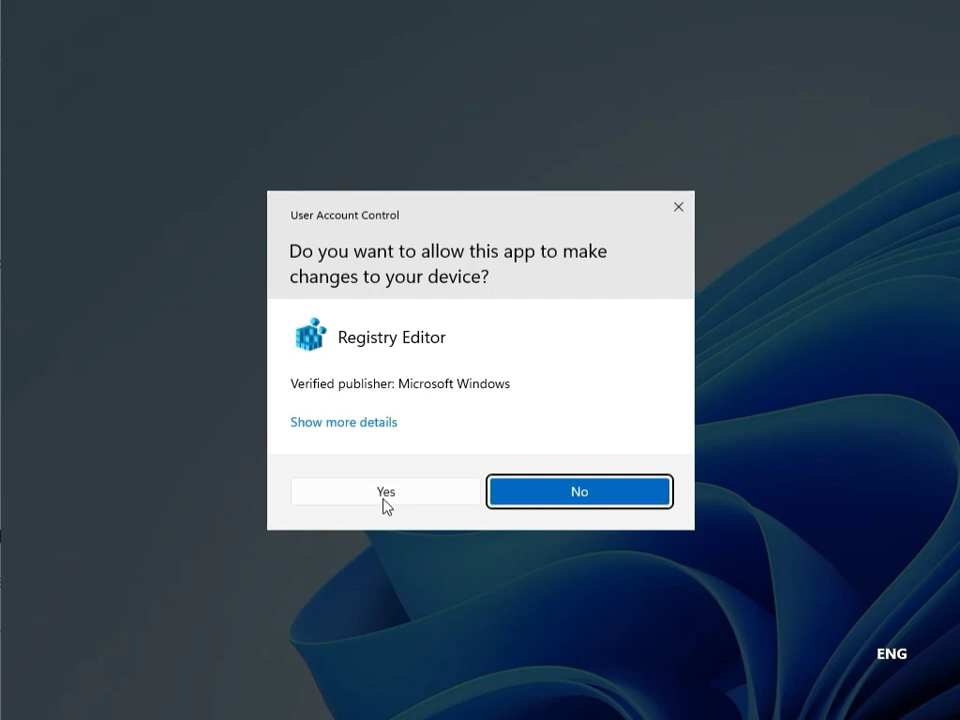 User Account Control
Do you want to allow this app to make
changes to your device?
Registry Editor
Verified publisher: Microsoft Windows
Show more details
Yes
No
ENG